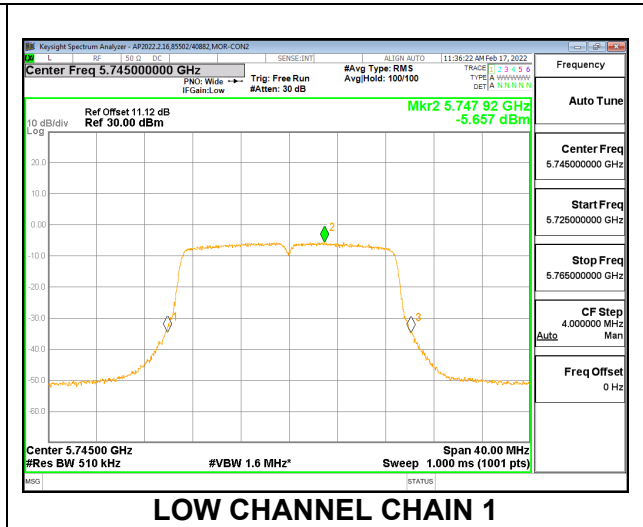 Keysight Spectrum Analyzer - AP2022.2.16,85502/40882,MOR-CON2
L RF 50 Ω DC SENSE:INT ALIGN AUTO 11:36:22 AM Feb 17, 2022
Center Freq 5.745000000 GHz
PNO: Wide
IFGain:Low
Trig: Free Run
#Atten: 30 dB
#Avg Type: RMS
Avg|Hold: 100/100
TRACE 1 2 3 4 5 6
TYPE A WWWWW
DET A N N N N N
Frequency
Auto Tune
Center Freq
5.745000000 GHz
Start Freq
5.725000000 GHz
Stop Freq
5.765000000 GHz
CF Step
4.000000 MHz
Auto Man
Freq Offset
0 Hz
Mkr2 5.747 92 GHz
-5.657 dBm
Ref Offset 11.12 dB
10 dB/div Ref 30.00 dBm
Log
20.0
10.0
0.00
-10.0
-20.0
-30.0
-40.0
-50.0
-60.0
1
2
3
Center 5.74500 GHz Span 40.00 MHz
#Res BW 510 kHz #VBW 1.6 MHz* Sweep 1.000 ms (1001 pts)
MSG STATUS
LOW CHANNEL CHAIN 1